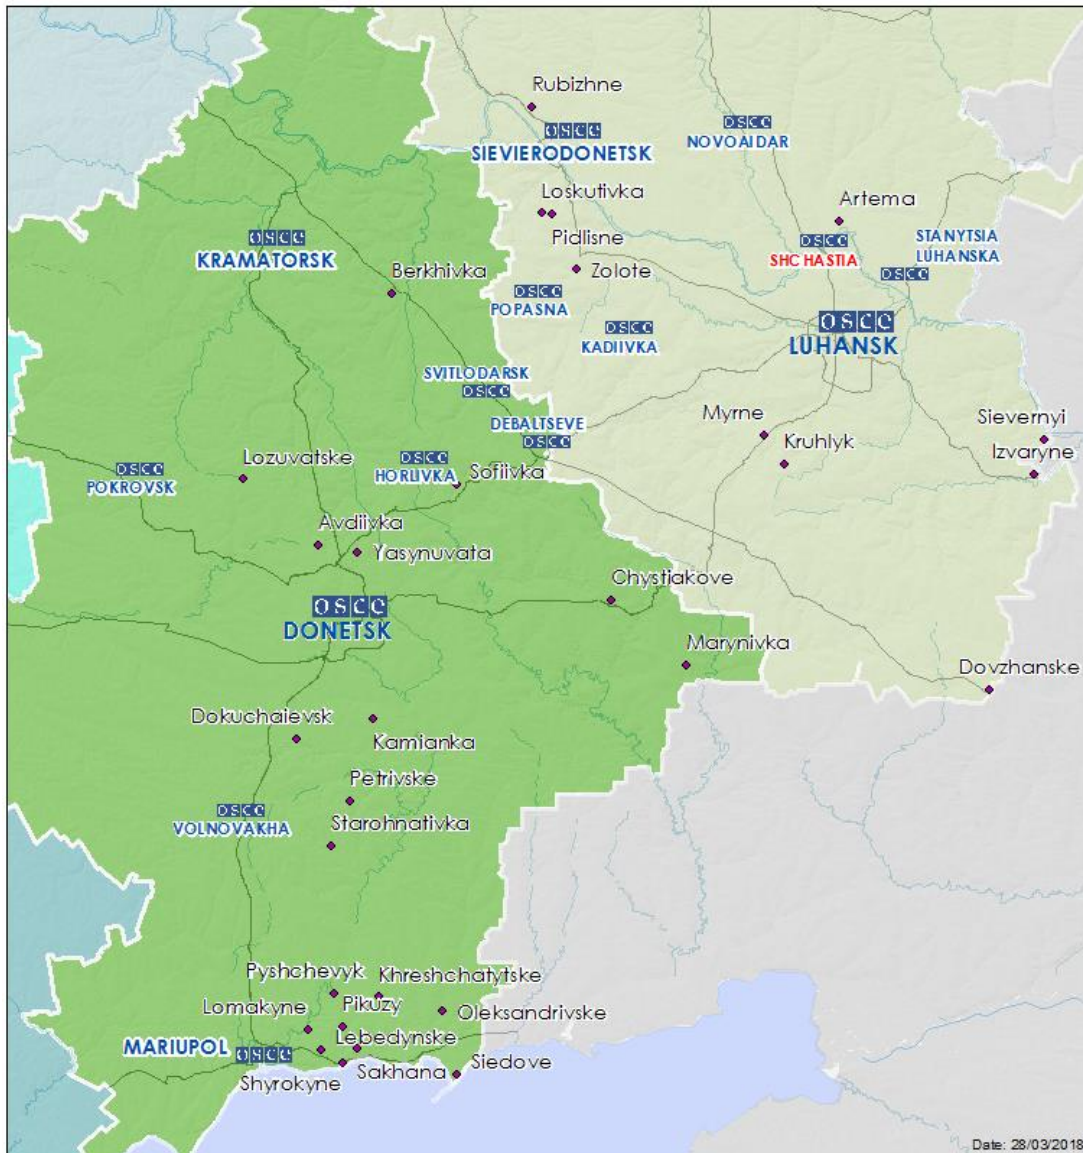 Rubizhne
OSCE
SIEVIERODONETSK
OSCE
NOVOAIDAR
Loskutivka
Artema
Pidlisne
OSCE
SHCHASTIA
STANYTSIA
LUHANSKA
OSCE
OSCE
KRAMATORSK
Berkhivka
Zolote
OSCE
POPASNA
OSCE
KADIIVKA
OSCE
LUHANSK
SVITLODARSK
OSCE
DEBALTSEVE
OSCE
Myrne
Kruhlyk
Sievernyi
Izvaryne
OSCE
POKROVSK
Lozuvatske
OSCE
HORLIVKA
Sofiivka
Avdiivka
Yasynuvata
Chystiakove
OSCE
DONETSK
Marynivka
Dovzhanske
Dokuchaievsk
Kamianka
Petrivske
OSCE
VOLNOVAKHA
Starohnativka
Pyshchevyk
Khreshchatytske
Lomakyne
Pikuzy
Oleksandrivske
Lebedynske
MARIUPOL
OSCE
Shyrokyne
Sakhana
Siedove
Date: 28/03/2018